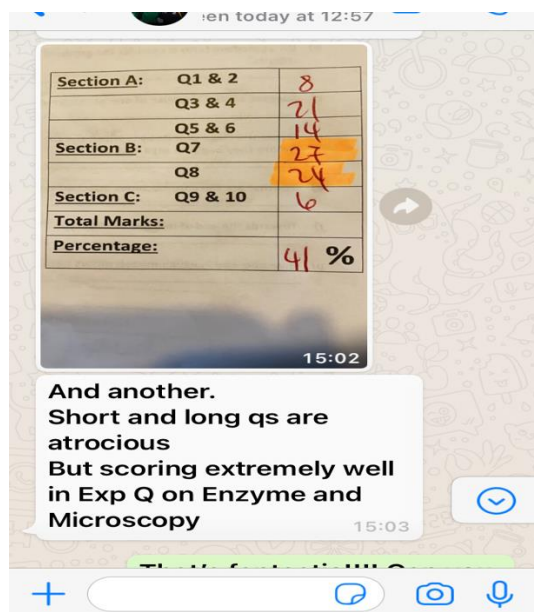 een today at 12:57
Section A: Q1 & 2 8
Q3 & 4 21
Q5 & 6 14
Section B: Q7 27
Q8 24
Section C: Q9 & 10 6
Total Marks:
Percentage: 41 %
15:02
And another.
Short and long qs are
atrocious
But scoring extremely well
in Exp Q on Enzyme and
Microscopy
15:03